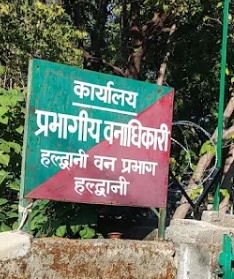 कार्यालय
प्रभागीय वनाधिकारी
हल्द्वानी वन प्रभाग
हल्द्वानी